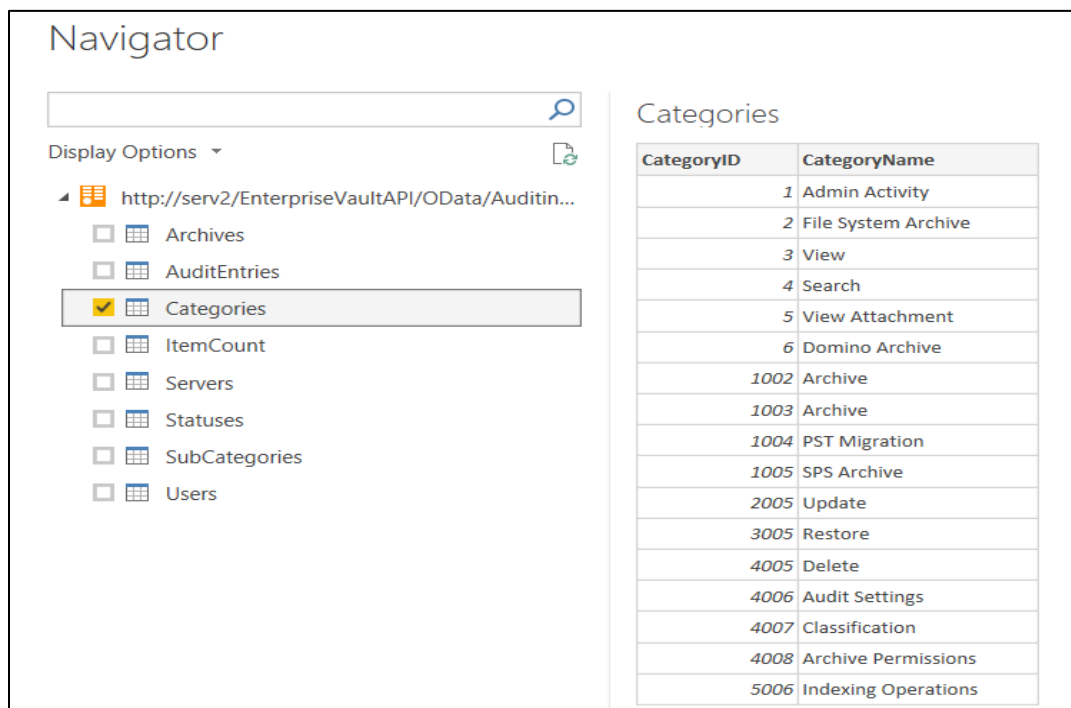 Navigator
Display Options
http://serv2/EnterpriseVaultAPI/OData/Auditin...
Archives
AuditEntries
Categories
ItemCount
Servers
Statuses
SubCategories
Users
Categories
CategoryID CategoryName
1 Admin Activity
2 File System Archive
3 View
4 Search
5 View Attachment
6 Domino Archive
1002 Archive
1003 Archive
1004 PST Migration
1005 SPS Archive
2005 Update
3005 Restore
4005 Delete
4006 Audit Settings
4007 Classification
4008 Archive Permissions
5006 Indexing Operations